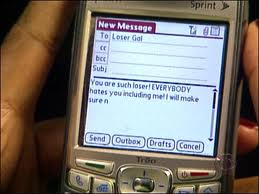 Sprint
New Message
To Loser Gal
cc
bcc
Subj
You are such loser! EVERYBODY
hates you including me! I will make
sure n
Send Outbox Drafts Cancel
Treo